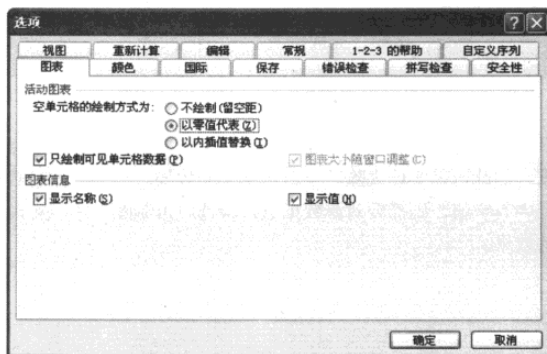 选项
视图 重新计算 编辑 常规 1-2-3 的帮助 自定义序列
图表 颜色 国际 保存 错误检查 拼写检查 安全性
活动图表
空单元格的绘制方式为: 不绘制(留空距)
以零值代表(Z)
以内插值替换(I)
只绘制可见单元格数据(P) 图表大小随窗口调整(C)
图表信息
显示名称(S) 显示值(M)
确定 取消